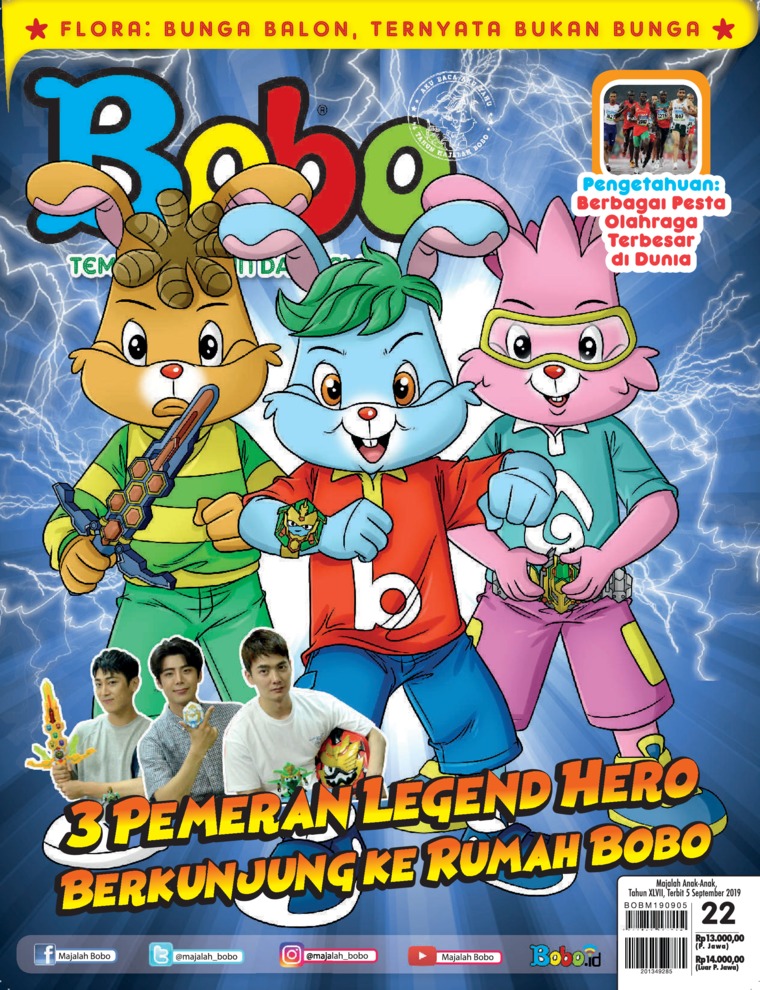 ★ FLORA: BUNGA BALON, TERNYATA BUKAN BUNGA ★
Bobo
®
Pengetahuan:
Berbagai Pesta
Olahraga
Terbesar
di Dunia
b
3 PEMERAN LEGEND HERO
BERKUNJUNG KE RUMAH BOBO
Majalah Anak-Anak,
Tahun XLVII, Terbit 5 September 2019
BOBM190905
22
Rp13.000,00
(P. Jawa)
Rp14.000,00
(Luar P. Jawa)
201349285
Majalah Bobo
@majalah_bobo
@majalah_bobo
Majalah Bobo
Bobo.id